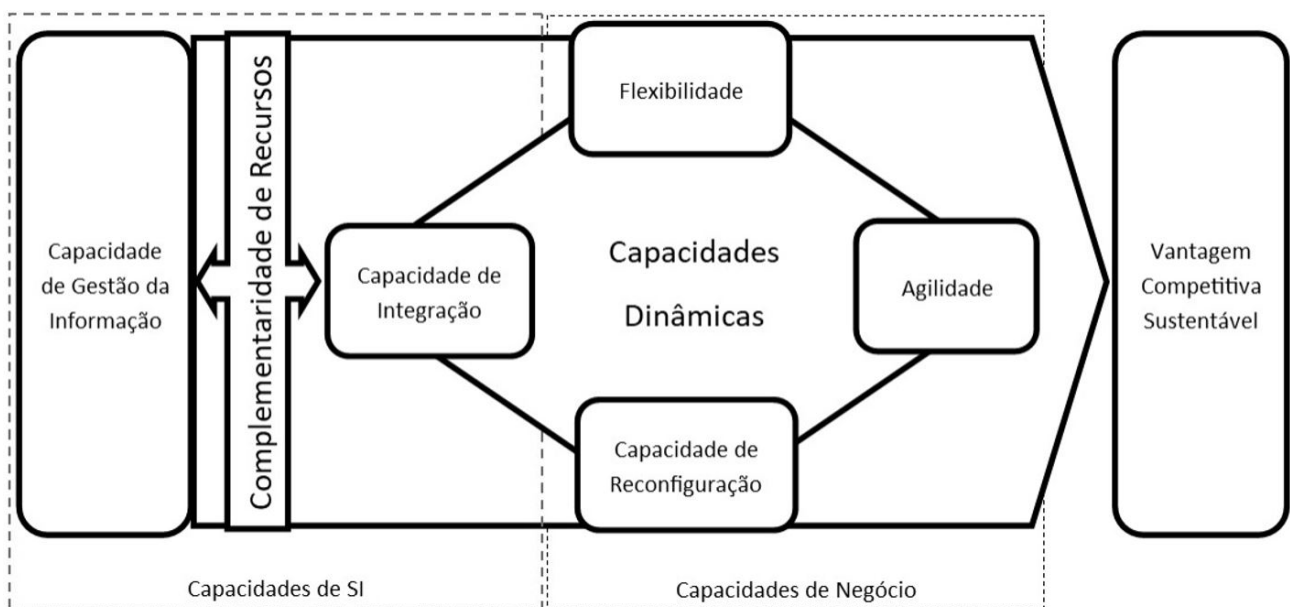 Capacidade
de Gestão da
Informação
Complementaridade de Recursos
Capacidade de
Integração
Flexibilidade
Capacidades
Dinâmicas
Agilidade
Capacidade de
Reconfiguração
Vantagem
Competitiva
Sustentável
Capacidades de SI
Capacidades de Negócio